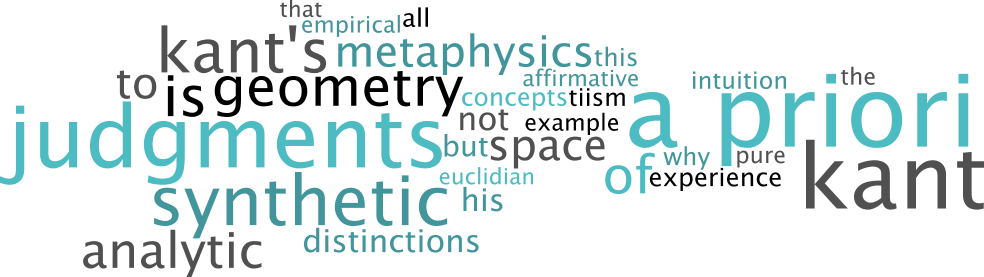 that
empirical all
kant's metaphysics this
to is geometry affirmative intuition the
concepts tiism a priori
judgments not example
but space of why pure kant
euclidian experience
synthetic his
analytic distinctions